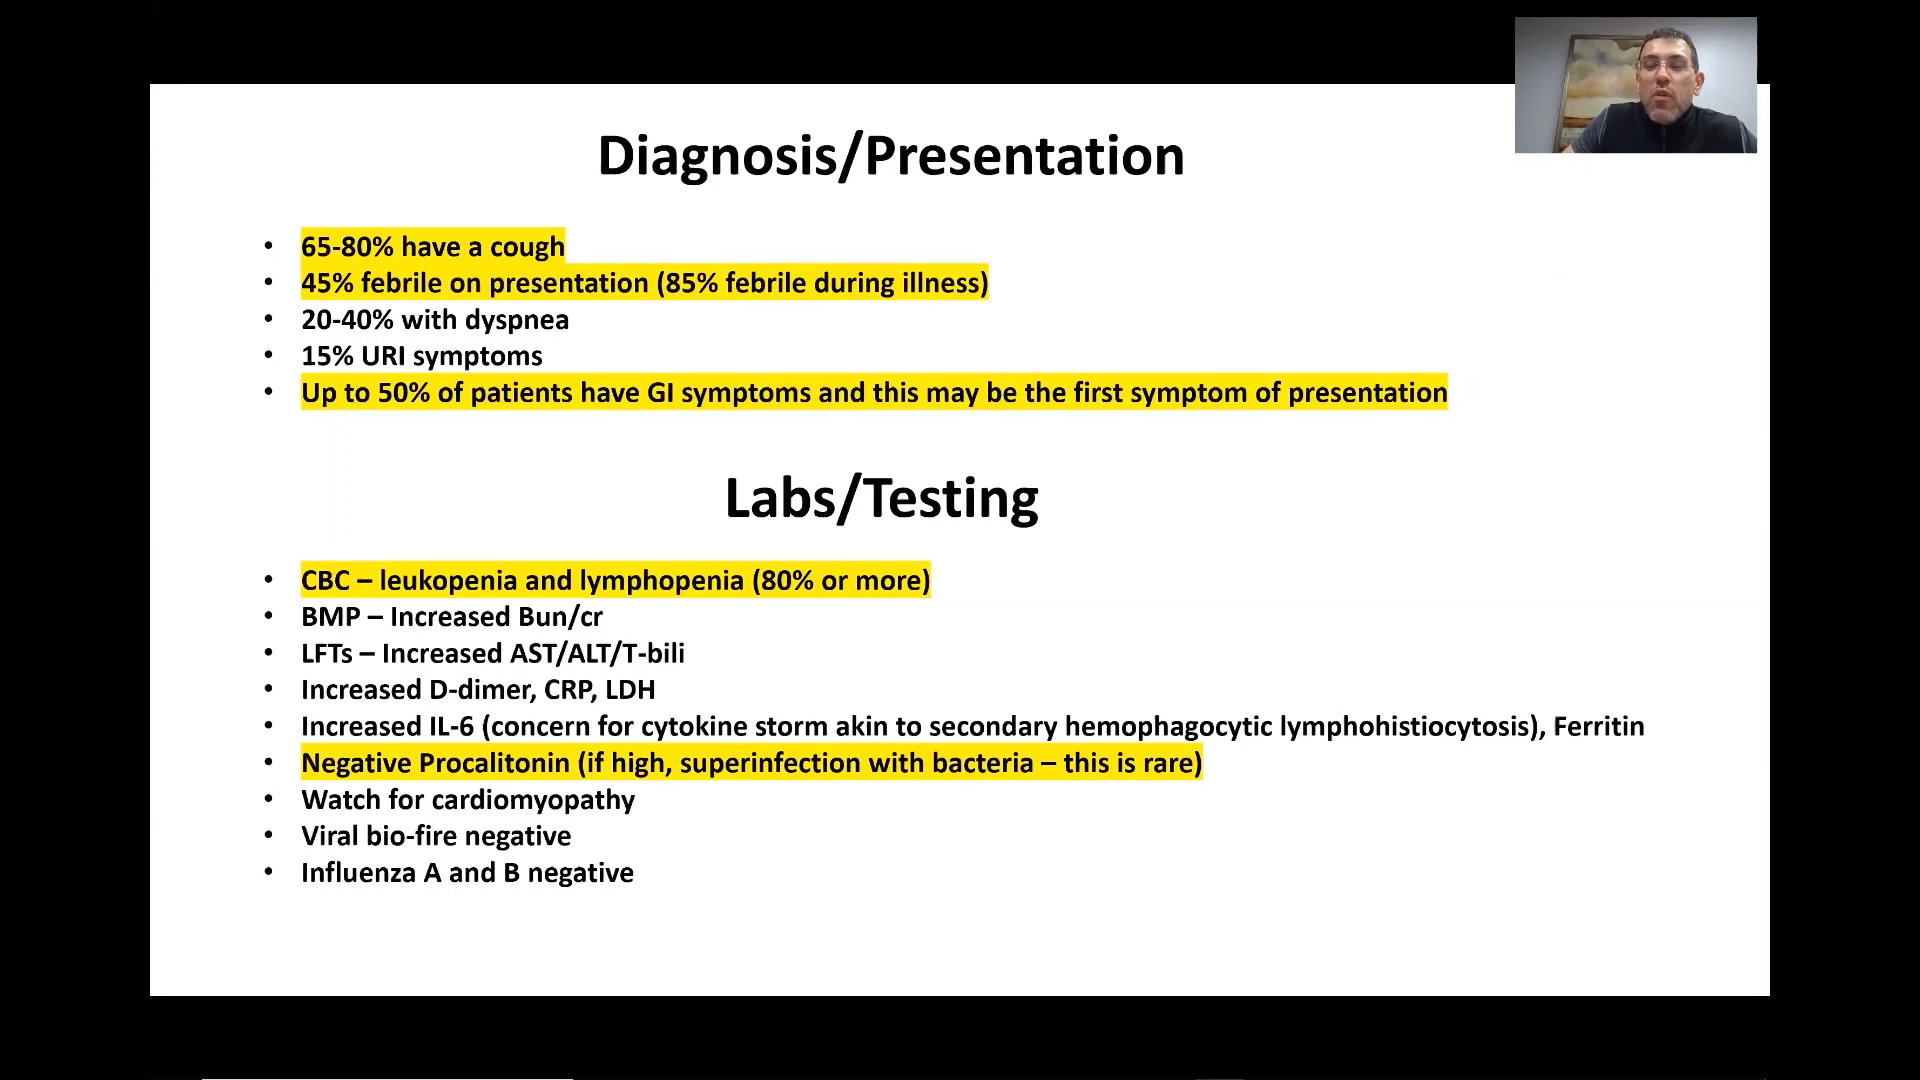 Diagnosis/Presentation
• 65-80% have a cough
• 45% febrile on presentation (85% febrile during illness)
• 20-40% with dyspnea
• 15% URI symptoms
• Up to 50% of patients have GI symptoms and this may be the first symptom of presentation
Labs/Testing
• CBC – leukopenia and lymphopenia (80% or more)
• BMP – Increased Bun/cr
• LFTs – Increased AST/ALT/T-bili
• Increased D-dimer, CRP, LDH
• Increased IL-6 (concern for cytokine storm akin to secondary hemophagocytic lymphohistiocytosis), Ferritin
• Negative Procalitonin (if high, superinfection with bacteria – this is rare)
• Watch for cardiomyopathy
• Viral bio-fire negative
• Influenza A and B negative